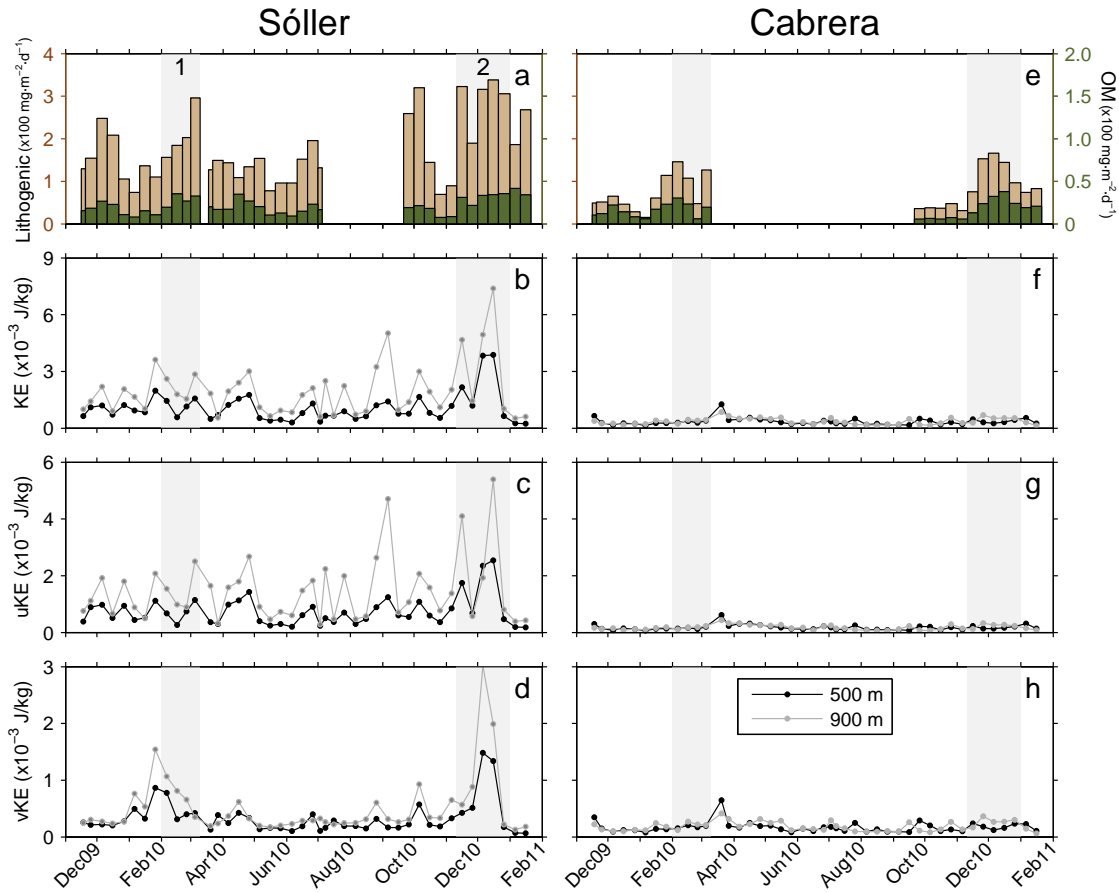 Sóller
Cabrera
Lithogenic (x100 mg·m⁻²·d⁻¹)
4
3
2
1
0
1
2
a
e
2.0
1.5
1.0
0.5
0
OM (x100 mg·m⁻²·d⁻¹)
KE (x10⁻³ J/kg)
9
6
3
0
b
f
uKE (x10⁻³ J/kg)
6
4
2
0
c
g
vKE (x10⁻³ J/kg)
3
2
1
0
d
500 m
900 m
h
Dec09
Feb10
Apr10
Jun10
Aug10
Oct10
Dec10
Feb11
Dec09
Feb10
Apr10
Jun10
Aug10
Oct10
Dec10
Feb11